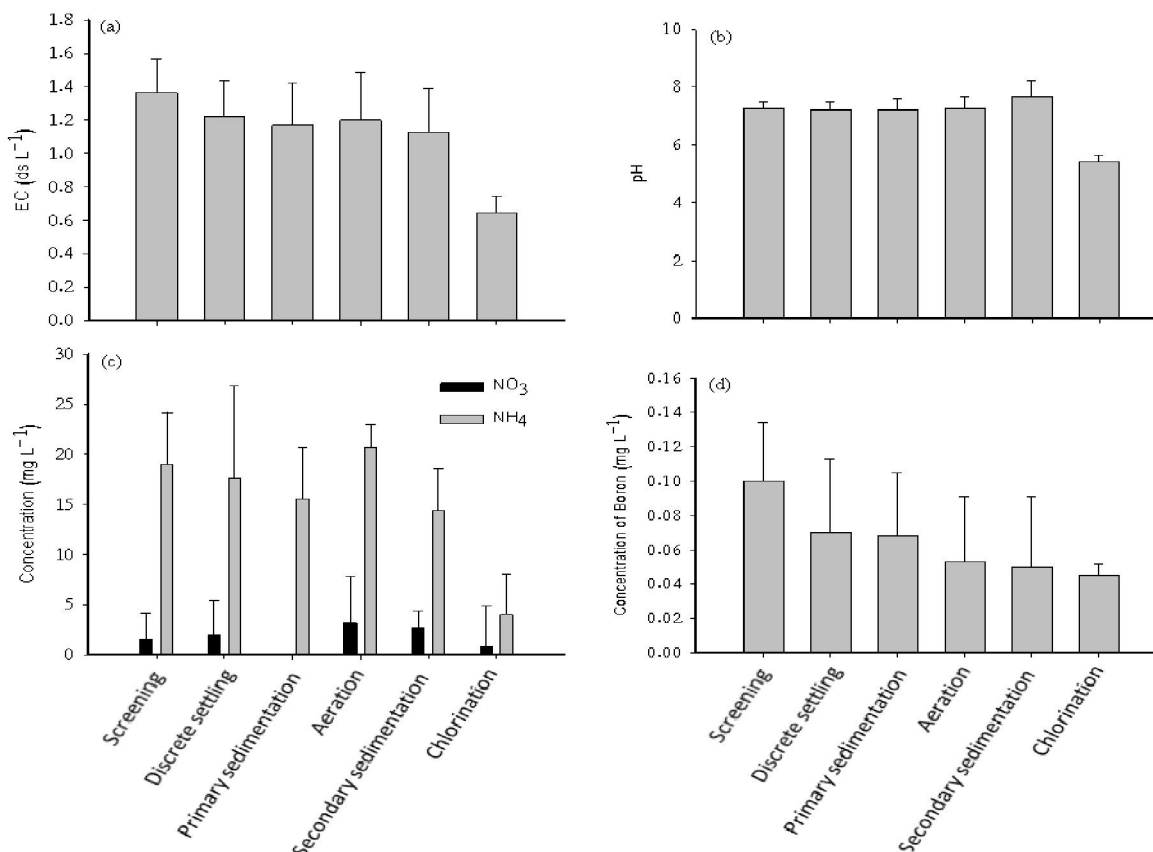 (a)
EC (ds L⁻¹)
1.8
1.6
1.4
1.2
1.0
0.8
0.6
0.4
0.2
0.0
(b)
pH
10
8
6
4
2
0
(c)
Concentration (mg L⁻¹)
30
25
20
15
10
5
0
NO₃
NH₄
Screening
Discrete settling
Primary sedimentation
Aeration
Secondary sedimentation
Chlorination
(d)
Concentration of Boron (mg L⁻¹)
0.16
0.14
0.12
0.10
0.08
0.06
0.04
0.02
0.00
Screening
Discrete settling
Primary sedimentation
Aeration
Secondary sedimentation
Chlorination